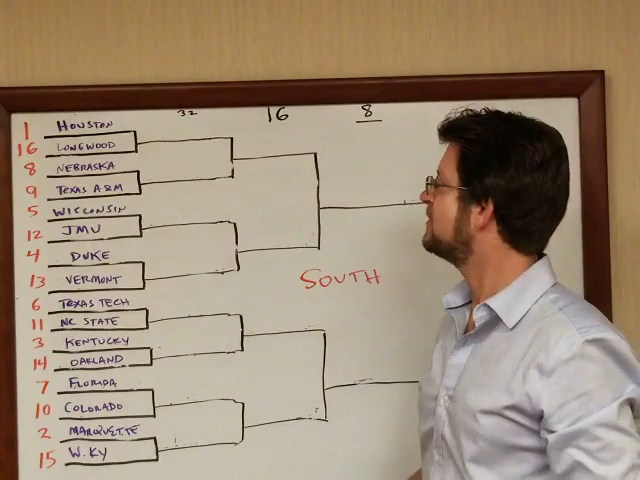 32 16 8
1 HOUSTON
16 LONGWOOD
8 NEBRASKA
9 TEXAS A&M
5 WISCONSIN
12 JMU
4 DUKE
13 VERMONT
SOUTH
6 TEXAS TECH
11 NC STATE
3 KENTUCKY
14 OAKLAND
7 FLORIDA
10 COLORADO
2 MARQUETTE
15 W. KY